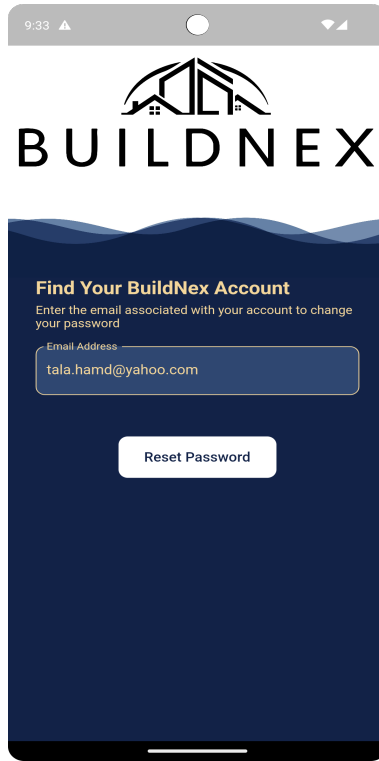 9:33
BUILDNEX
Find Your BuildNex Account
Enter the email associated with your account to change
your password
Email Address
tala.hamd@yahoo.com
Reset Password